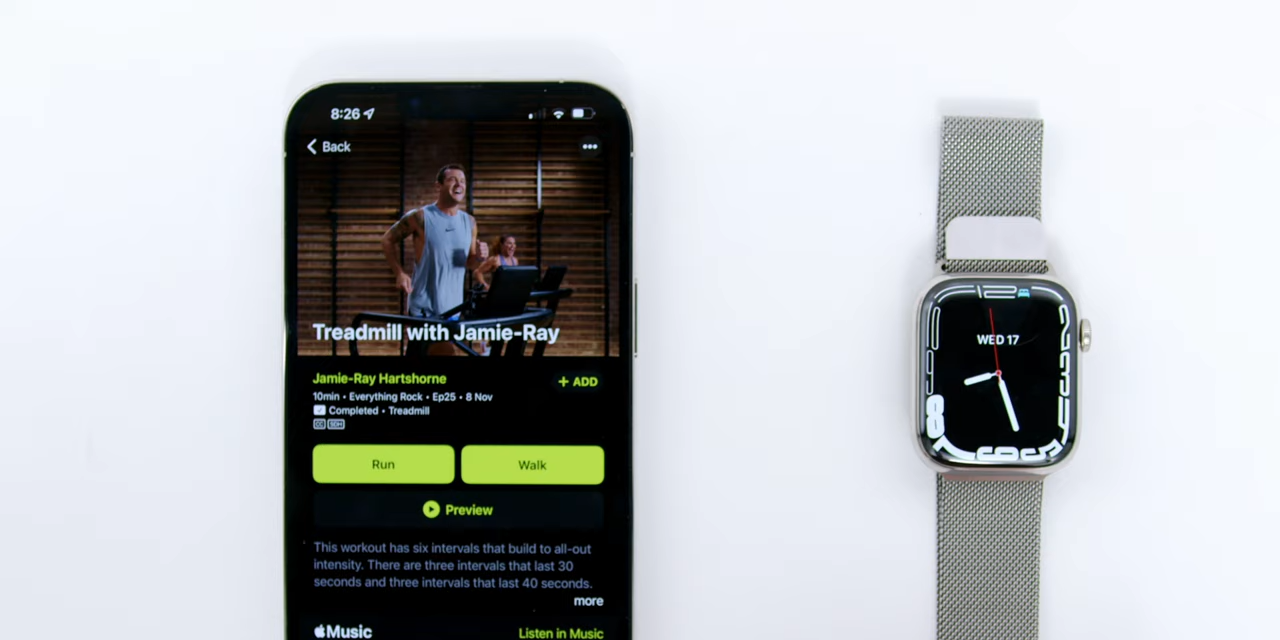 8:26
Back
Treadmill with Jamie-Ray
Jamie-Ray Hartshorne
+ ADD
10min • Everything Rock • Ep25 • 8 Nov
Completed • Treadmill
CC SDH
Run
Walk
Preview
This workout has six intervals that build to all-out
intensity. There are three intervals that last 30
seconds and three intervals that last 40 seconds.
more
Music
Listen in Music
12
WED 17
8
6 5